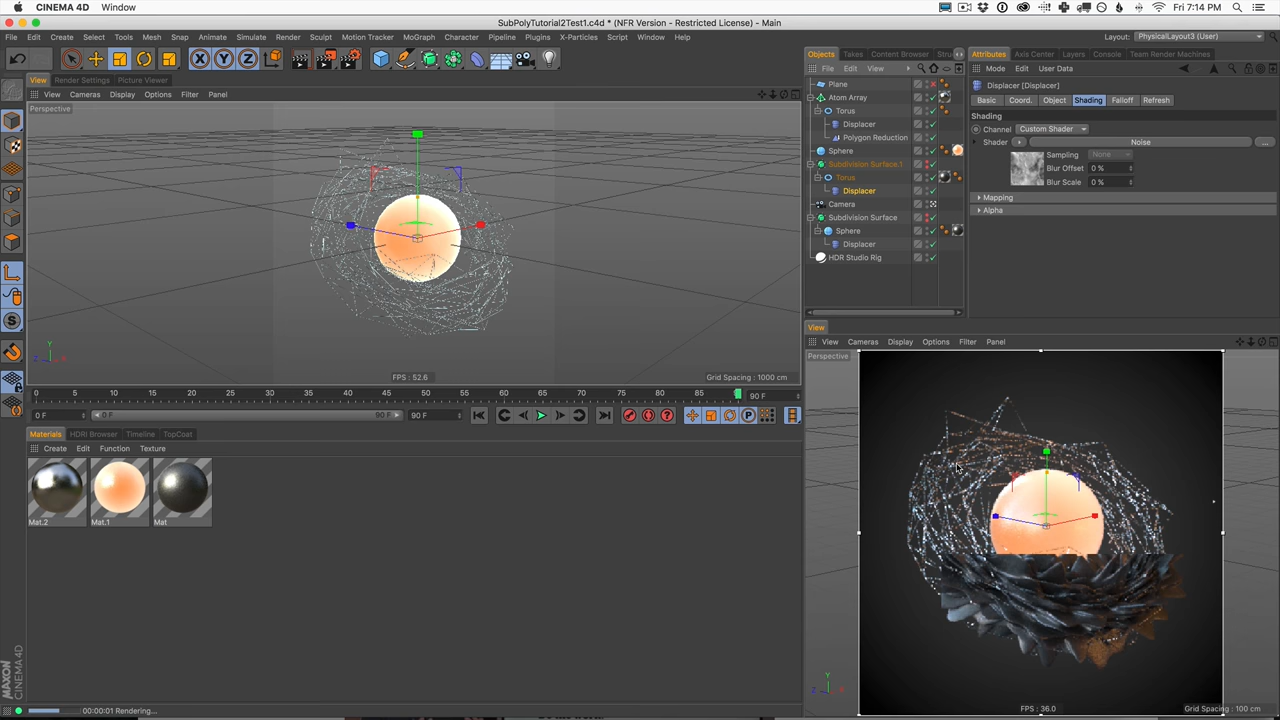 CINEMA 4D Window Fri 7:14 PM
SubPolyTutorial2Test1.c4d * (NFR Version - Restricted License) - Main
File Edit Create Select Tools Mesh Snap Animate Simulate Render Sculpt Motion Tracker MoGraph Character Pipeline Plugins X-Particles Script Window Help Layout: PhysicalLayout3 (User)
X Y Z
Objects Takes Content Browser Attributes Axis Center Layers Console Team Render Machines
File Edit View Mode Edit User Data
View Render Settings Picture Viewer
View Cameras Display Options Filter Panel
Perspective
Plane
Atom Array
Torus
Displacer
Polygon Reduction
Sphere
Subdivision Surface.1
Torus
Displacer
Camera
Subdivision Surface
Sphere
Displacer
HDR Studio Rig
Displacer [Displacer]
Basic Coord. Object Shading Falloff Refresh
Shading
Channel Custom Shader
Shader Noise ...
Sampling None
Blur Offset 0 %
Blur Scale 0 %
Mapping
Alpha
Y
Z X
FPS : 52.6 Grid Spacing : 1000 cm
0 5 10 15 20 25 30 35 40 45 50 55 60 65 70 75 80 85 90 F
0 F 0 F 90 F 90 F
P
Materials HDRI Browser Timeline TopCoat
Create Edit Function Texture
Mat.2 Mat.1 Mat
View
View Cameras Display Options Filter Panel
Perspective
Y
Z X
FPS : 36.0 Grid Spacing : 100 cm
MAXON CINEMA 4D
00:00:01 Rendering...